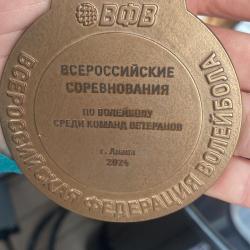 ВФВ
ВСЕРОССИЙСКИЕ
СОРЕВНОВАНИЯ
ПО ВОЛЕЙБОЛУ
СРЕДИ КОМАНД ВЕТЕРАНОВ
г. Анапа
2024
ВСЕРОССИЙСКАЯ ФЕДЕРАЦИЯ ВОЛЕЙБОЛА